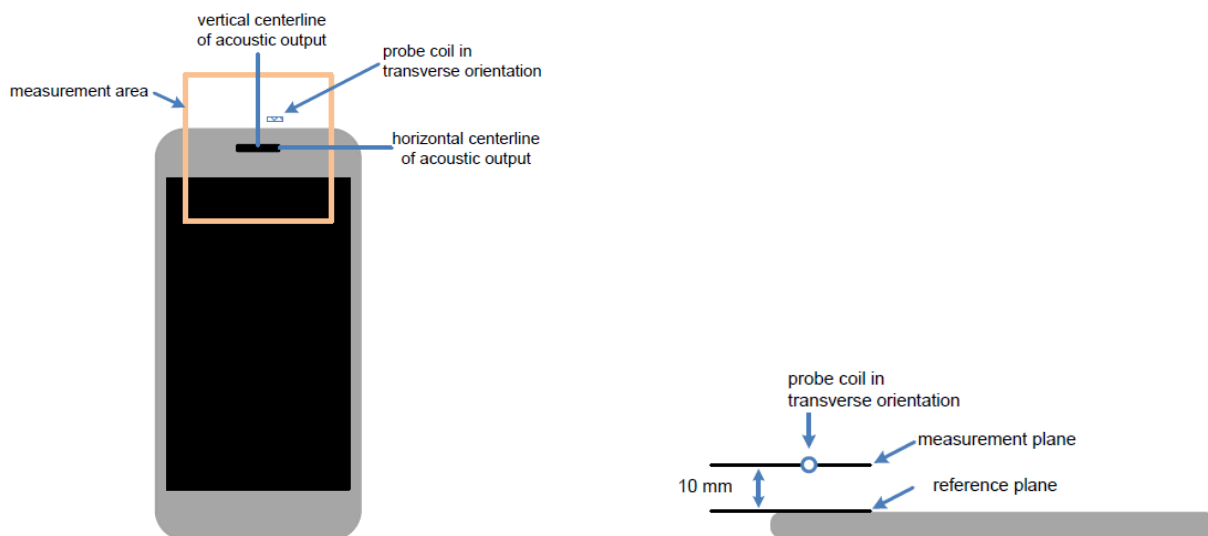 vertical centerline
of acoustic output
probe coil in
transverse orientation
measurement area
horizontal centerline
of acoustic output
probe coil in
transverse orientation
measurement plane
10 mm
reference plane